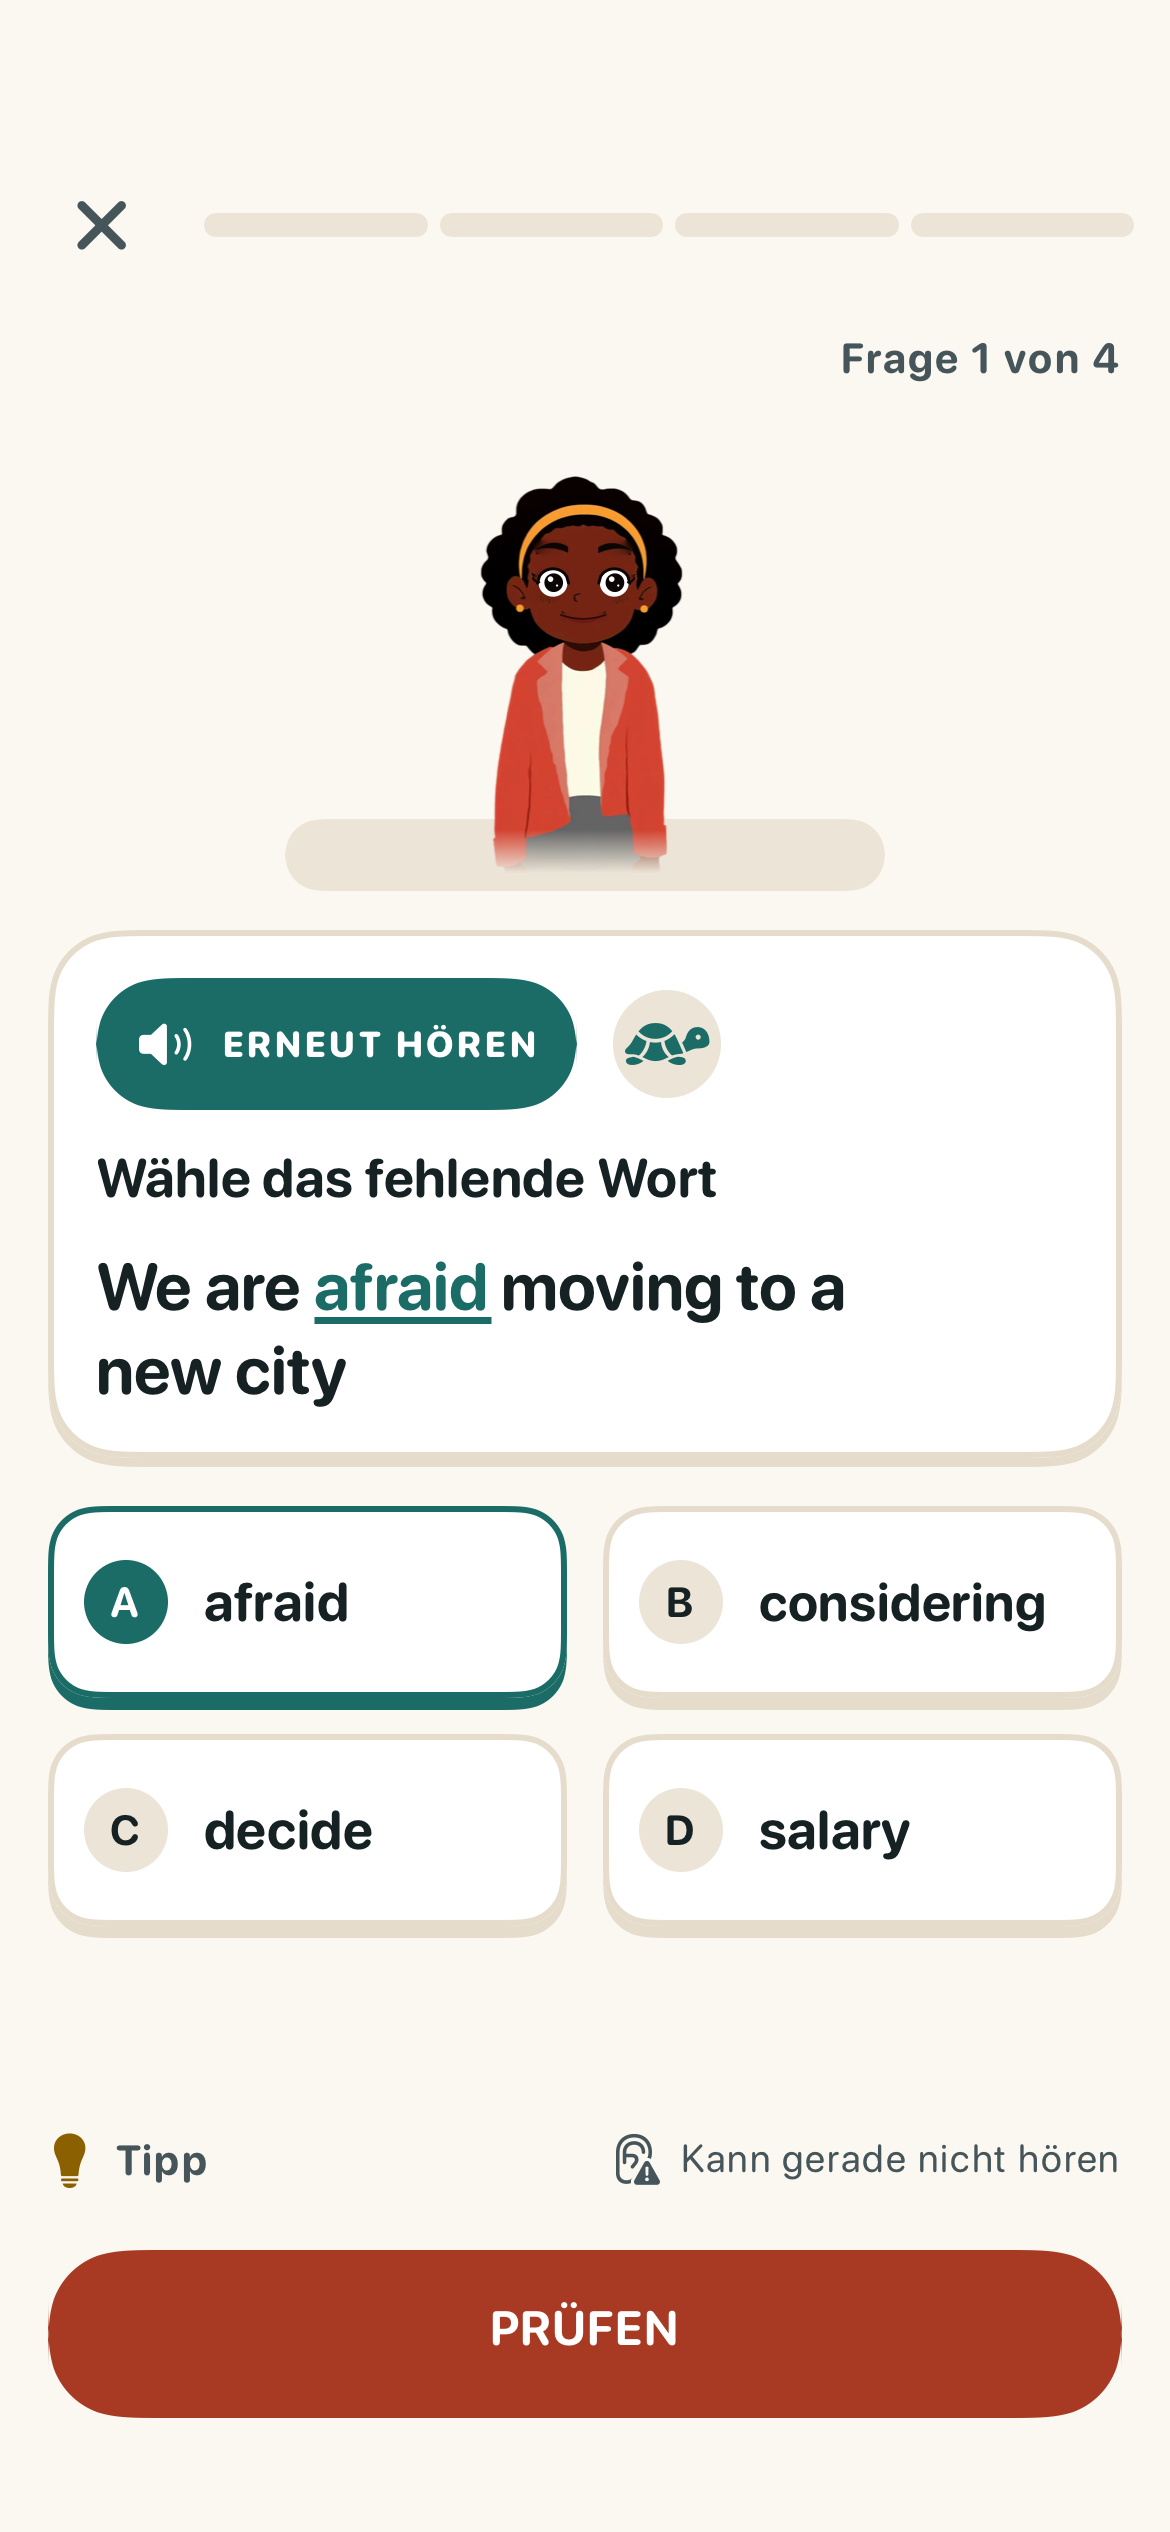 Frage 1 von 4
ERNEUT HÖREN
Wähle das fehlende Wort
We are afraid moving to a
new city
A afraid
B considering
C decide
D salary
Tipp
Kann gerade nicht hören
PRÜFEN